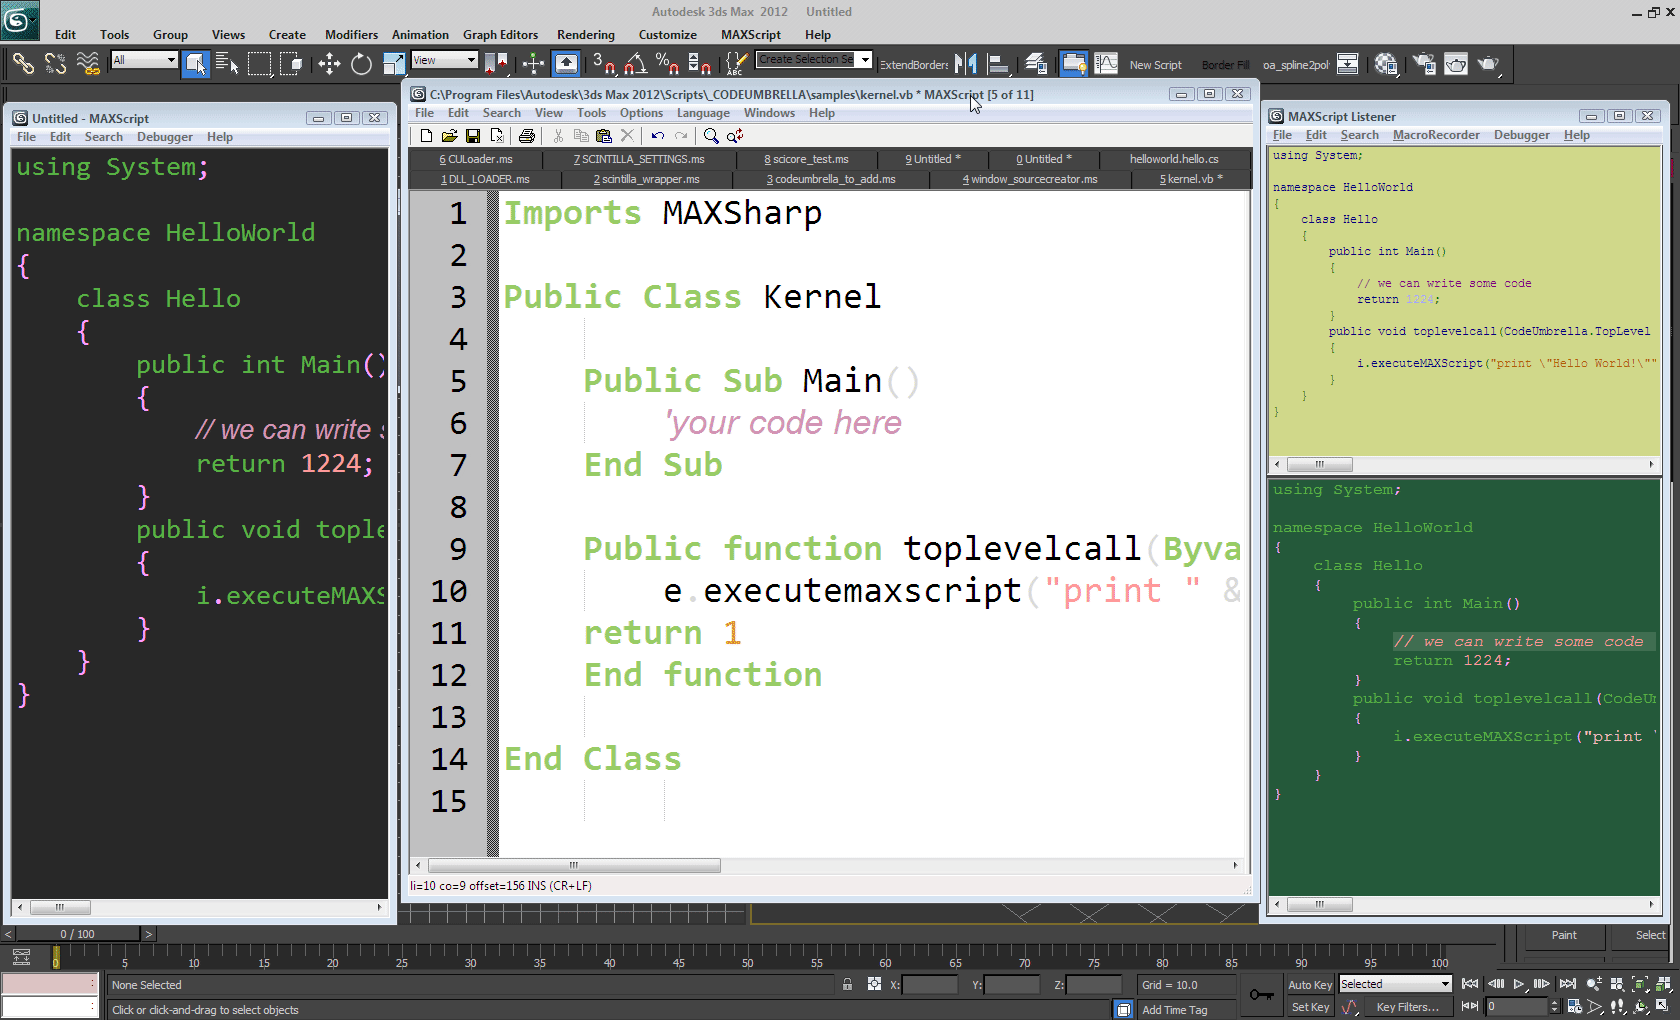 Autodesk 3ds Max 2012 Untitled
Edit Tools Group Views Create Modifiers Animation Graph Editors Rendering Customize MAXScript Help
All
View
3
%
ABC
Create Selection Se
ExtendBorders
New Script
Border Fill
oa_spline2pol
Untitled - MAXScript
File Edit Search Debugger Help
using System;
namespace HelloWorld
{
class Hello
{
public int Main()
{
// we can write s
return 1224;
}
public void tople
{
i.executeMAXS
}
}
}
C:\Program Files\Autodesk\3ds Max 2012\Scripts\_CODEUMBRELLA\samples\kernel.vb * MAXScript [5 of 11]
File Edit Search View Tools Options Language Windows Help
6 CULoader.ms 7 SCINTILLA_SETTINGS.ms 8 scicore_test.ms 9 Untitled * 0 Untitled * helloworld.hello.cs
1 DLL_LOADER.ms 2 scintilla_wrapper.ms 3 codeumbrella_to_add.ms 4 window_sourcecreator.ms 5 kernel.vb *
1 Imports MAXSharp
2
3 Public Class Kernel
4
5 Public Sub Main()
6 'your code here
7 End Sub
8
9 Public function toplevelcall(Byva
10 e.executemaxscript("print " &
11 return 1
12 End function
13
14 End Class
15
li=10 co=9 offset=156 INS (CR+LF)
MAXScript Listener
File Edit Search MacroRecorder Debugger Help
using System;
namespace HelloWorld
{
class Hello
{
public int Main()
{
// we can write some code
return 1224;
}
public void toplevelcall(CodeUmbrella.TopLevel
{
i.executeMAXScript("print \"Hello World!\""
}
}
}
using System;
namespace HelloWorld
{
class Hello
{
public int Main()
{
// we can write some code
return 1224;
}
public void toplevelcall(CodeUm
{
i.executeMAXScript("print \
}
}
}
< 0 / 100 >
Paint Select
0 5 10 15 20 25 30 35 40 45 50 55 60 65 70 75 80 85 90 95 100
None Selected
X: Y: Z: Grid = 10.0
Auto Key Selected
Click or click-and-drag to select objects
Add Time Tag
Set Key Key Filters... 0